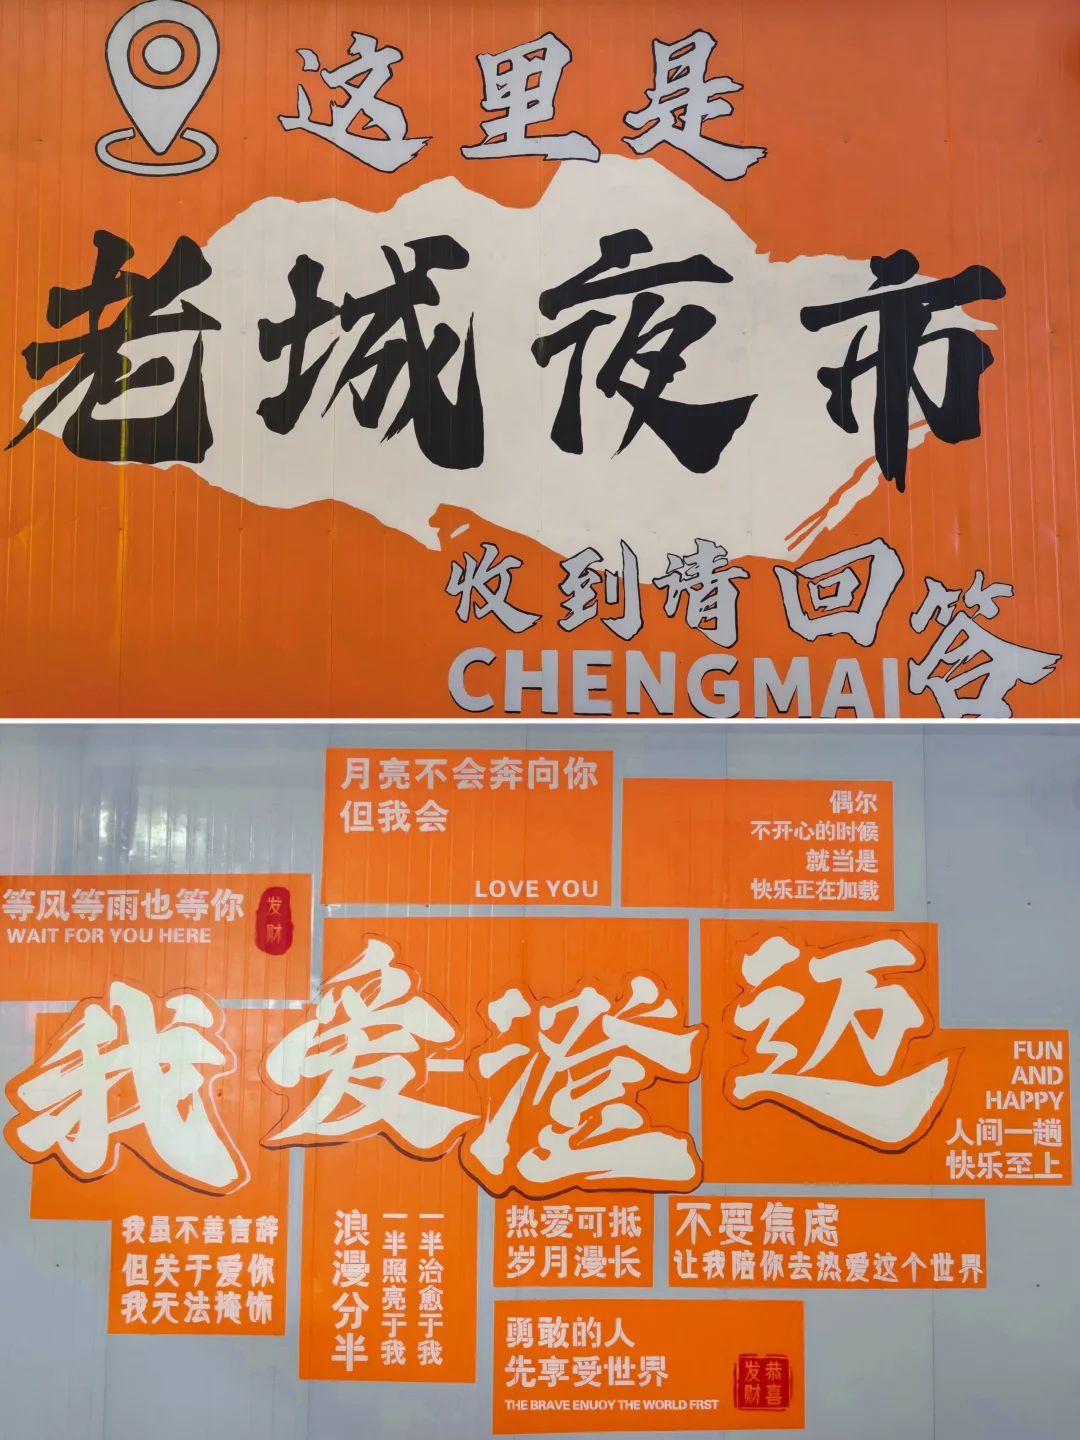 这里是
老城夜市
收到请回答
CHENGMAI
月亮不会奔向你
但我会
LOVE YOU
偶尔
不开心的时候
就当是
快乐正在加载
等风等雨也等你
WAIT FOR YOU HERE
发财
我爱澄迈
FUN
AND
HAPPY
人间一趟
快乐至上
我虽不善言辞
但关于爱你
我无法掩饰
浪漫分半
一半照亮于我
一半治愈于我
热爱可抵
岁月漫长
不要焦虑
让我陪你去热爱这个世界
勇敢的人
先享受世界
THE BRAVE ENUOY THE WORLD FRST
恭喜
发财